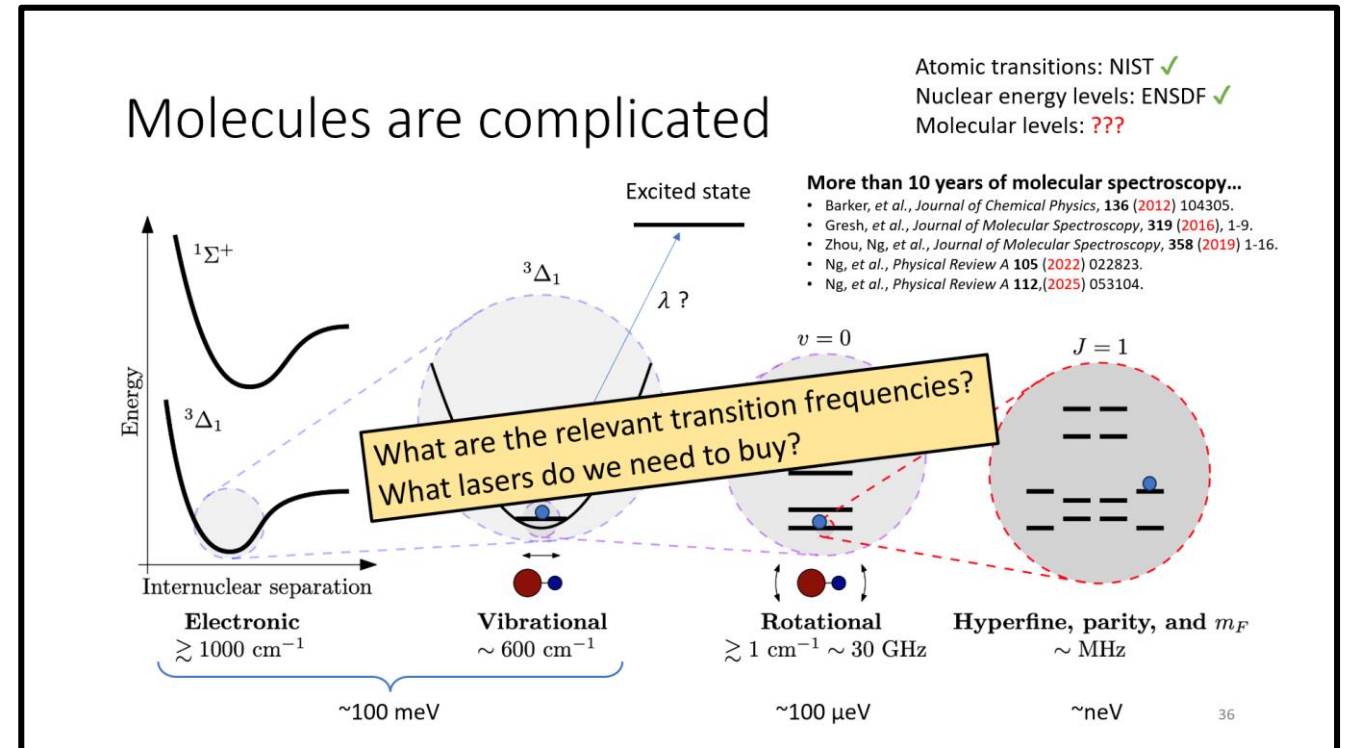 Molecules are complicated
Atomic transitions: NIST ✓
Nuclear energy levels: ENSDF ✓
Molecular levels: ???
More than 10 years of molecular spectroscopy…
• Barker, et al., Journal of Chemical Physics, 136 (2012) 104305.
• Gresh, et al., Journal of Molecular Spectroscopy, 319 (2016), 1-9.
• Zhou, Ng, et al., Journal of Molecular Spectroscopy, 358 (2019) 1-16.
• Ng, et al., Physical Review A 105 (2022) 022823.
• Ng, et al., Physical Review A 112,(2025) 053104.
Excited state
¹Σ⁺
³Δ₁
λ ?
v = 0
J = 1
Energy
³Δ₁
What are the relevant transition frequencies?
What lasers do we need to buy?
Internuclear separation
Electronic
≳ 1000 cm⁻¹
Vibrational
∼ 600 cm⁻¹
Rotational
≳ 1 cm⁻¹ ∼ 30 GHz
Hyperfine, parity, and m_F
∼ MHz
~100 meV
~100 µeV
~neV
36